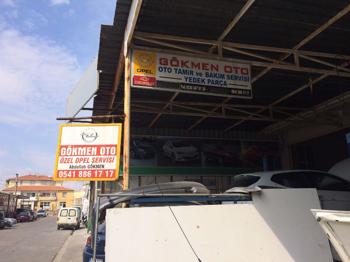 GÖKMEN OTO
OTO TAMİR ve BAKIM SERVİSİ
YEDEK PARÇA
OPEL
GÖKMEN OTO
ÖZEL OPEL SERVİSİ
Abdullah GÖKMEN
0541 886 17 17